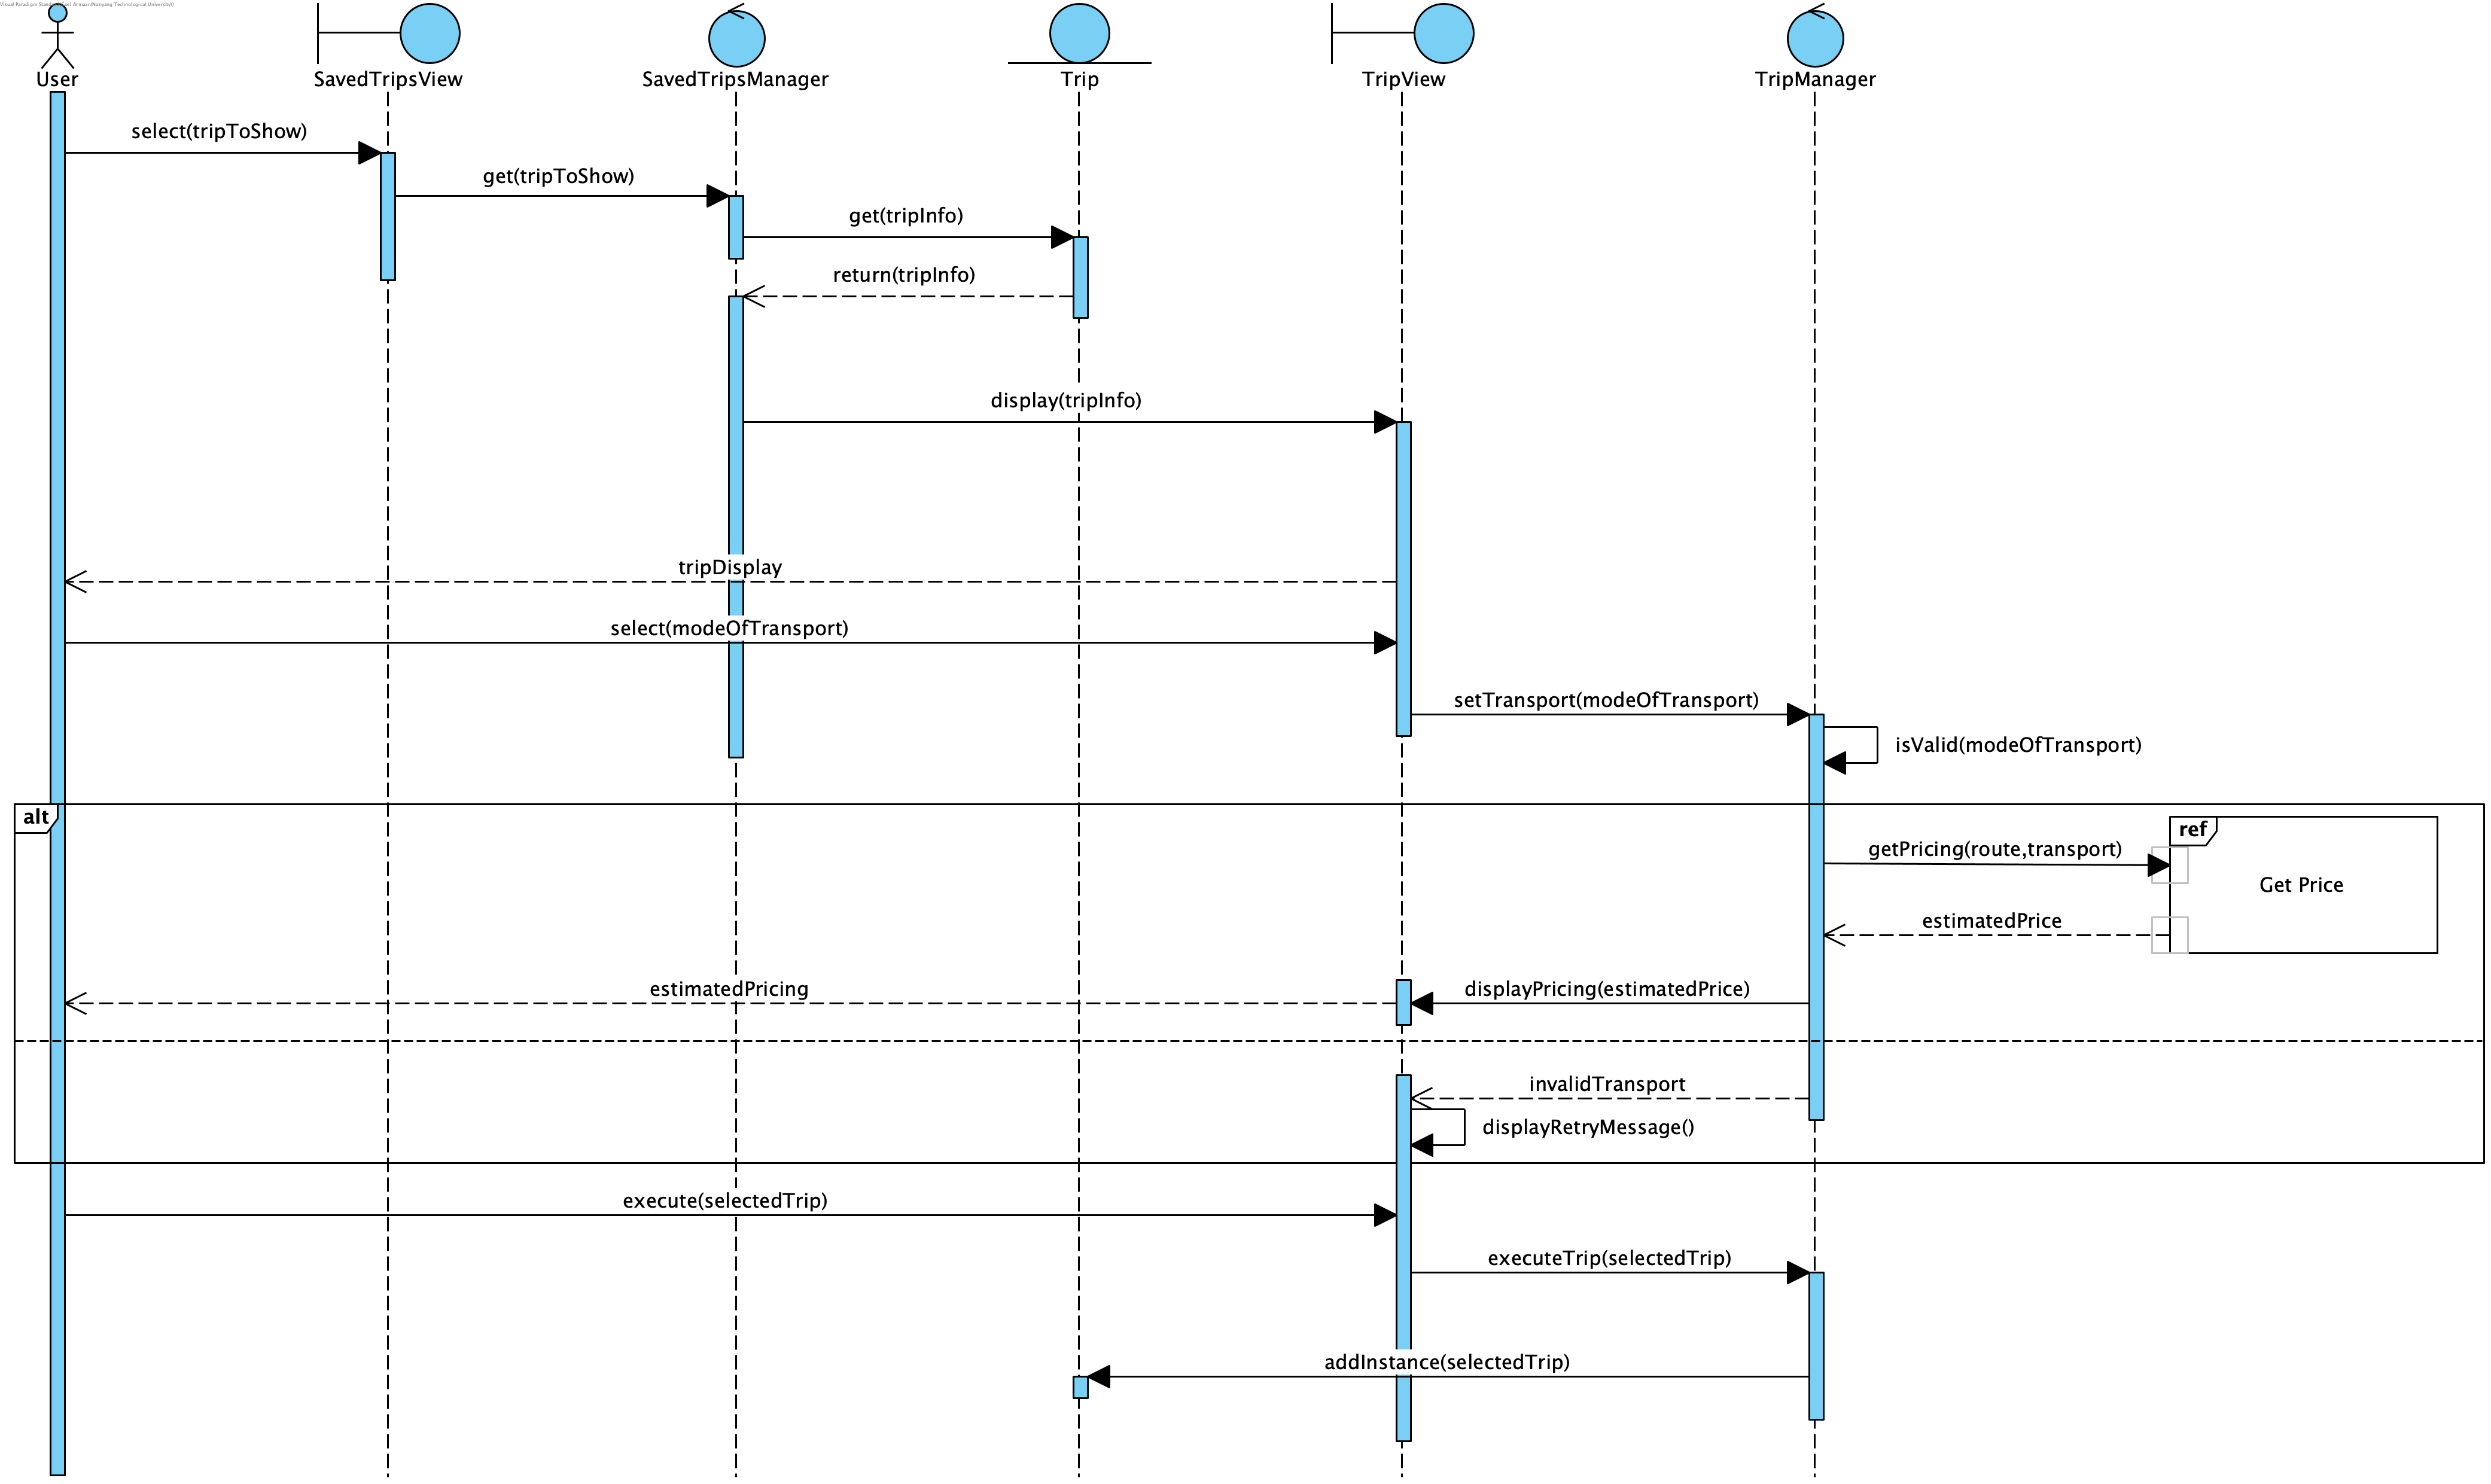 Visual Paradigm Standard
(Nanyang Technological University)
User
SavedTripsView
SavedTripsManager
Trip
TripView
TripManager
select(tripToShow)
get(tripToShow)
get(tripInfo)
return(tripInfo)
display(tripInfo)
tripDisplay
select(modeOfTransport)
setTransport(modeOfTransport)
isValid(modeOfTransport)
alt
ref
getPricing(route,transport)
Get Price
estimatedPrice
estimatedPricing
displayPricing(estimatedPrice)
invalidTransport
displayRetryMessage()
execute(selectedTrip)
executeTrip(selectedTrip)
addInstance(selectedTrip)